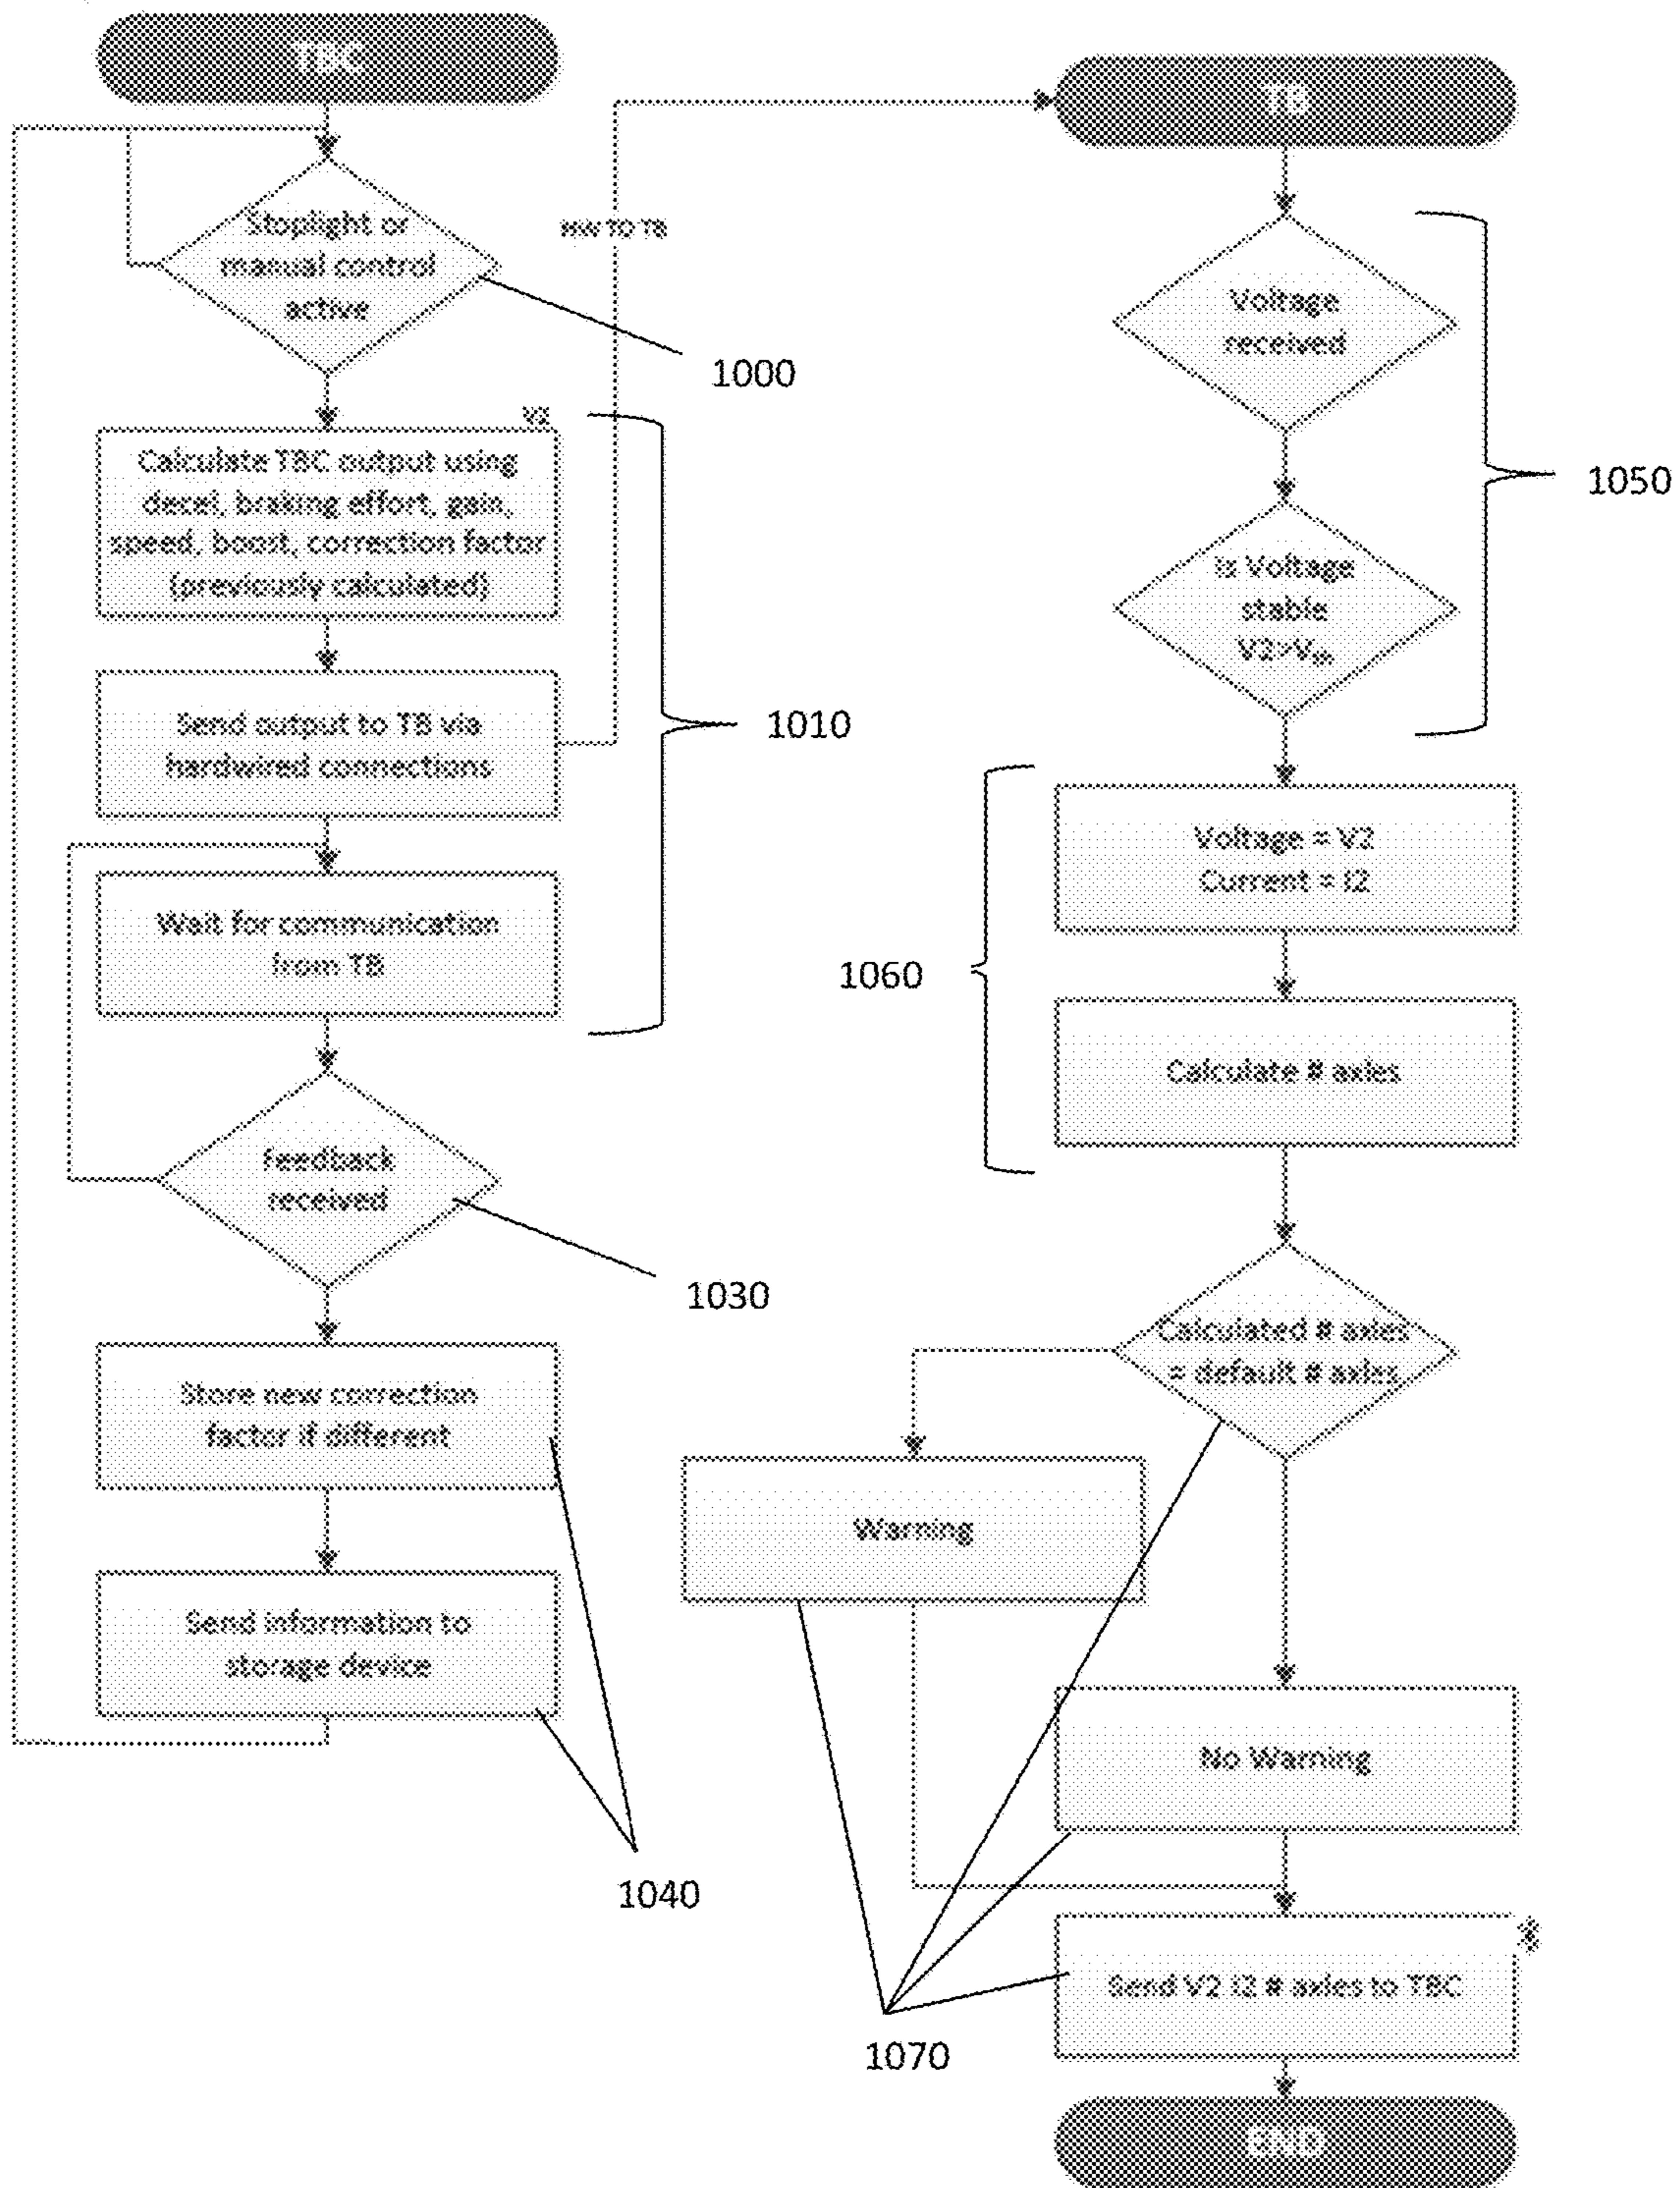 TBC
Stoplight or
manual control
active
1000
V2
Calculate TBC output using
decel, braking effort, gain,
speed, boost, correction factor
(previously calculated)
Send output to TB via
hardwired connections
1010
Wait for communication
from TB
Feedback
received
1030
Store new correction
factor if different
Send information to
storage device
1040
HW TO TB
TB
Voltage
received
Is Voltage
stable
V2>Vth
1050
Voltage = V2
Current = I2
Calculate # axles
1060
Calculated # axles
= default # axles
Warning
No Warning
Send V2 I2 # axles to TBC
1070
END